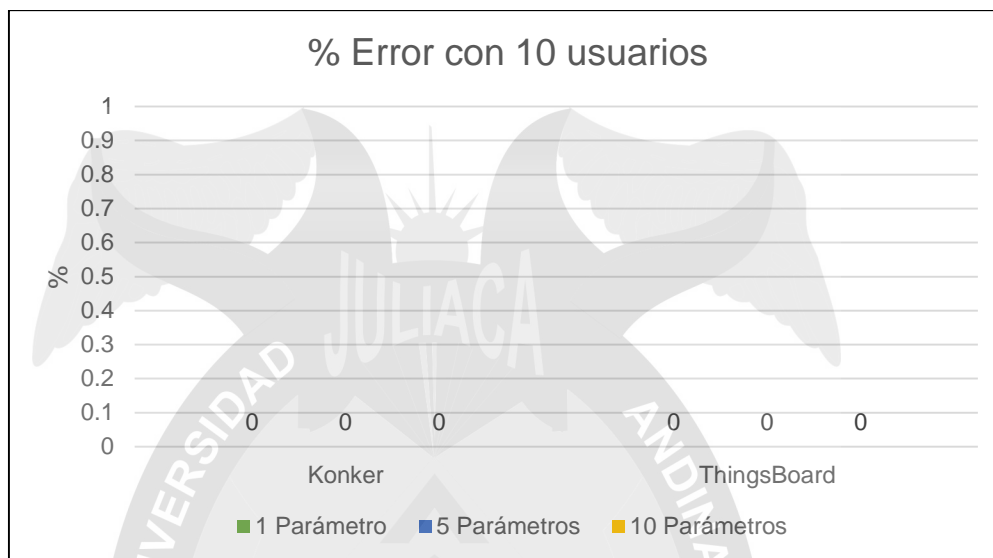 % Error con 10 usuarios
1
0.9
0.8
0.7
0.6
0.5
0.4
0.3
0.2
0.1
0
%
0 0 0 0 0 0
Konker ThingsBoard
1 Parámetro 5 Parámetros 10 Parámetros
JULIACA
IVERSIDAD
ANDINA